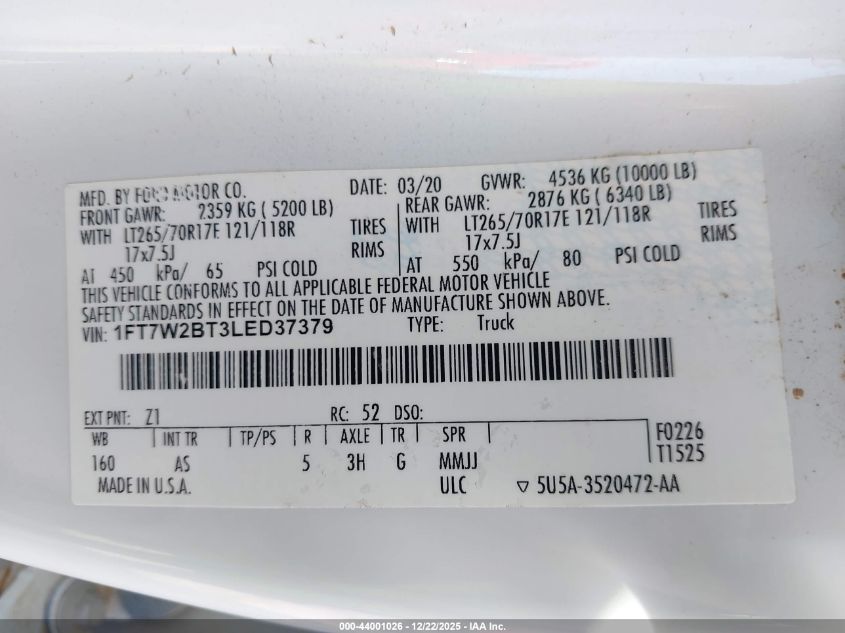 MFD. BY FORD MOTOR CO.
DATE: 03/20 GVWR: 4536 KG (10000 LB)
FRONT GAWR: 2359 KG ( 5200 LB)
REAR GAWR: 2876 KG ( 6340 LB)
WITH LT265/70R17E 121/118R TIRES
WITH LT265/70R17E 121/118R TIRES
17x7.5J RIMS
17x7.5J RIMS
AT 450 kPa/ 65 PSI COLD
AT 550 kPa/ 80 PSI COLD
THIS VEHICLE CONFORMS TO ALL APPLICABLE FEDERAL MOTOR VEHICLE
SAFETY STANDARDS IN EFFECT ON THE DATE OF MANUFACTURE SHOWN ABOVE.
VIN: 1FT7W2BT3LED37379 TYPE: Truck
EXT PNT: Z1 RC: 52 DSO:
WB INT TR TP/PS R AXLE TR SPR F0226
160 AS 5 3H G MMJJ T1525
MADE IN U.S.A. ULC ▽ 5U5A-3520472-AA
000-44001026 - 12/22/2025 - IAA Inc.